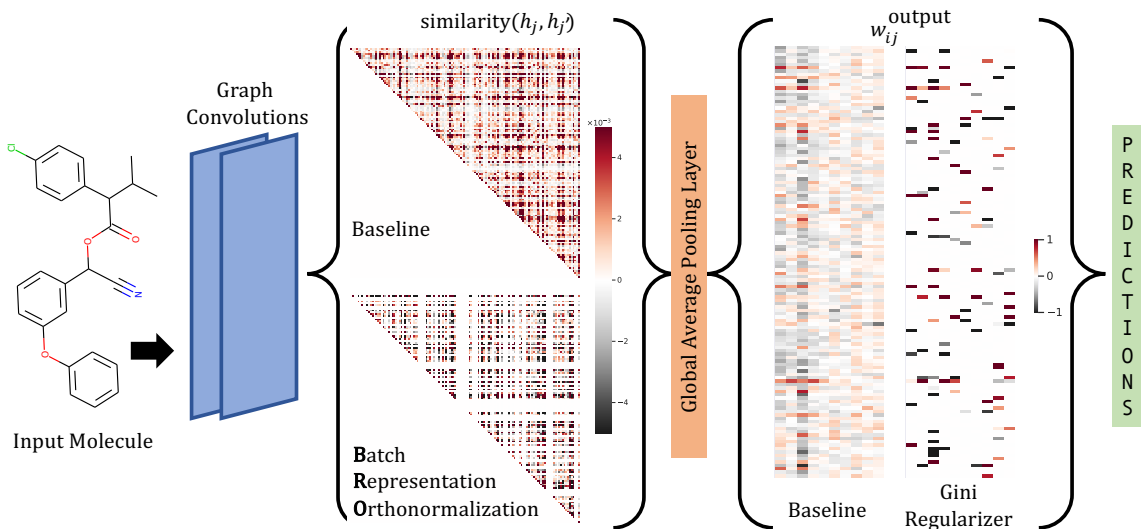 Cl
O
O
N
O
Input Molecule
Graph
Convolutions
similarity(h_j, h_j')
Baseline
×10⁻³
4
2
0
−2
−4
Batch
Representation
Orthonormalization
Global Average Pooling Layer
w_ij^output
1
0
−1
Baseline
Gini
Regularizer
PREDICTIONS